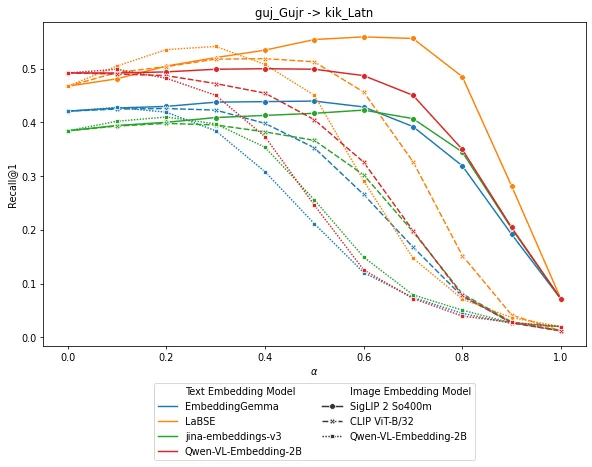 guj_Gujr -> kik_Latn
Recall@1
0.5
0.4
0.3
0.2
0.1
0.0
0.0 0.2 0.4 0.6 0.8 1.0
α
Text Embedding Model Image Embedding Model
EmbeddingGemma SigLIP 2 So400m
LaBSE CLIP ViT-B/32
jina-embeddings-v3 Qwen-VL-Embedding-2B
Qwen-VL-Embedding-2B